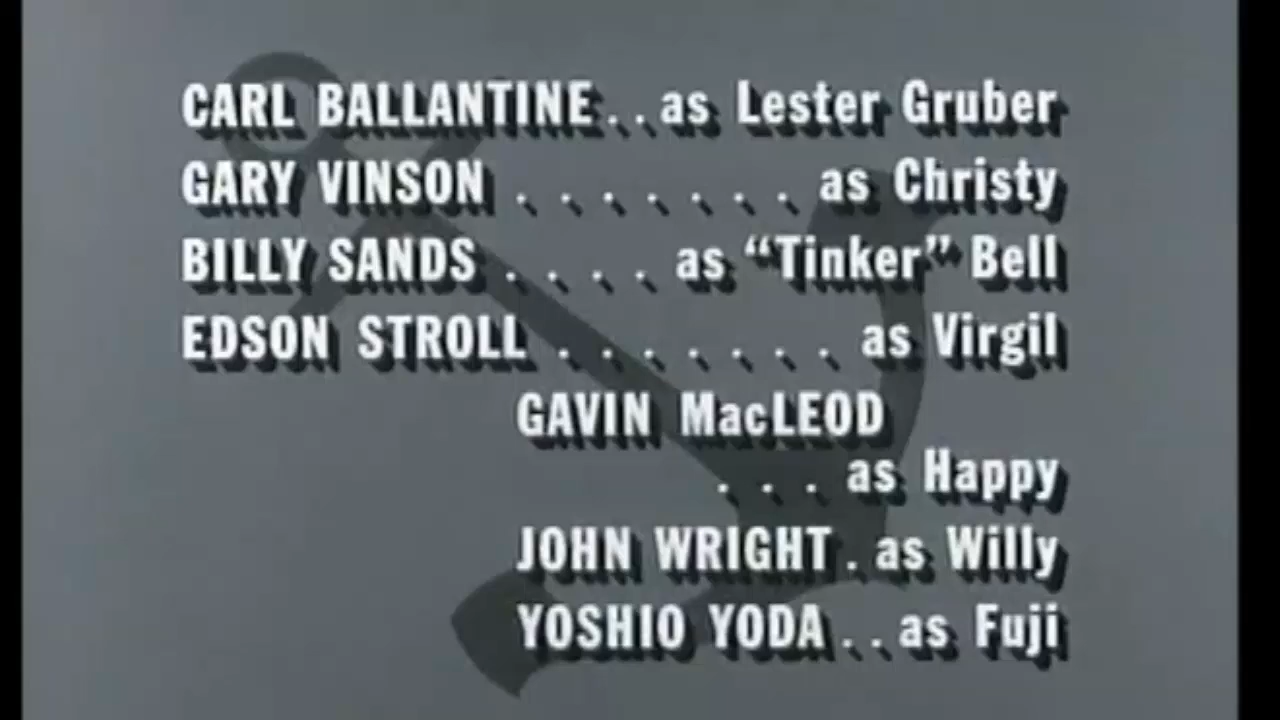 CARL BALLANTINE . . as Lester Gruber
GARY VINSON . . . . . . . as Christy
BILLY SANDS . . . . as “Tinker” Bell
EDSON STROLL . . . . . . . as Virgil
GAVIN MacLEOD
. . . as Happy
JOHN WRIGHT . as Willy
YOSHIO YODA . . as Fuji